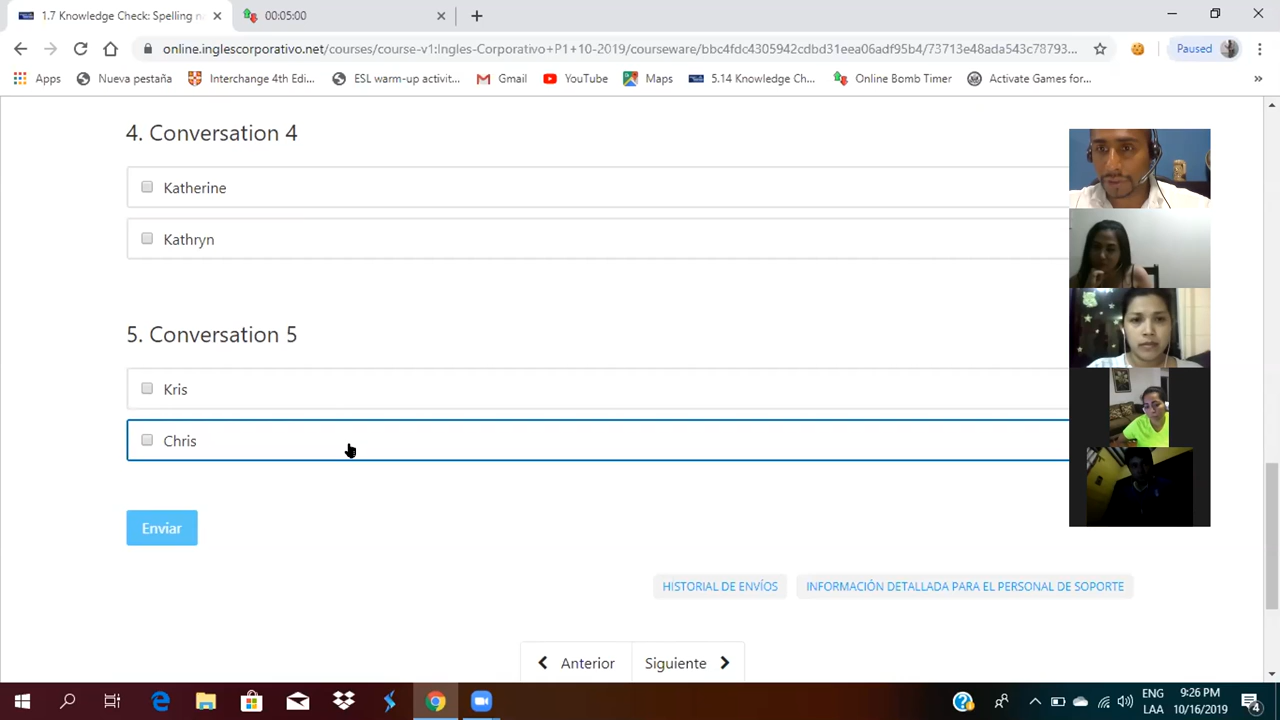 1.7 Knowledge Check: Spelling n
00:05:00
online.inglescorporativo.net/courses/course-v1:Ingles-Corporativo+P1+10-2019/courseware/bbc4fdc4305942cdbd31eea06adf95b4/73713e48ada543c78793...
Paused
Apps
Nueva pestaña
Interchange 4th Edi...
ESL warm-up activit...
Gmail
YouTube
Maps
5.14 Knowledge Ch...
Online Bomb Timer
Activate Games for...
»
4. Conversation 4
Katherine
Kathryn
5. Conversation 5
Kris
Chris
Enviar
HISTORIAL DE ENVÍOS
INFORMACIÓN DETALLADA PARA EL PERSONAL DE SOPORTE
Anterior
Siguiente
ENG
LAA
9:26 PM
10/16/2019
4